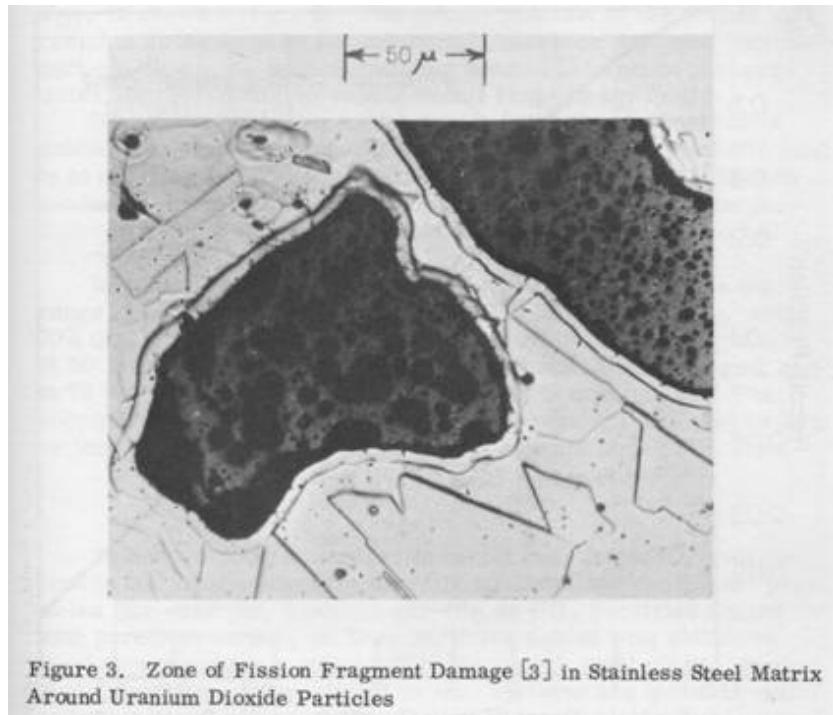 50 μ
Figure 3. Zone of Fission Fragment Damage [3] in Stainless Steel Matrix
Around Uranium Dioxide Particles